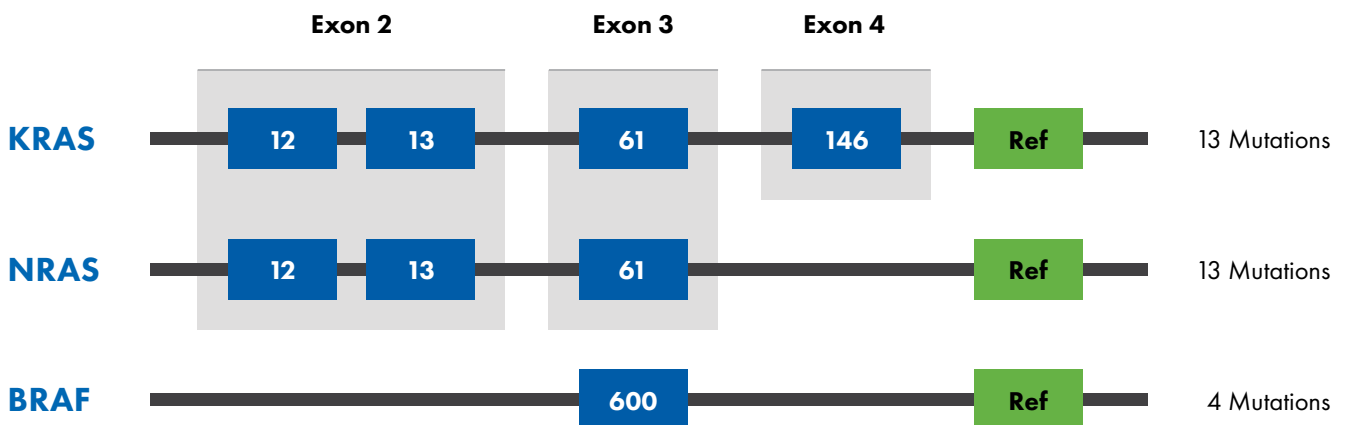 Exon 2 Exon 3 Exon 4
KRAS 12 13 61 146 Ref 13 Mutations
NRAS 12 13 61 Ref 13 Mutations
BRAF 600 Ref 4 Mutations